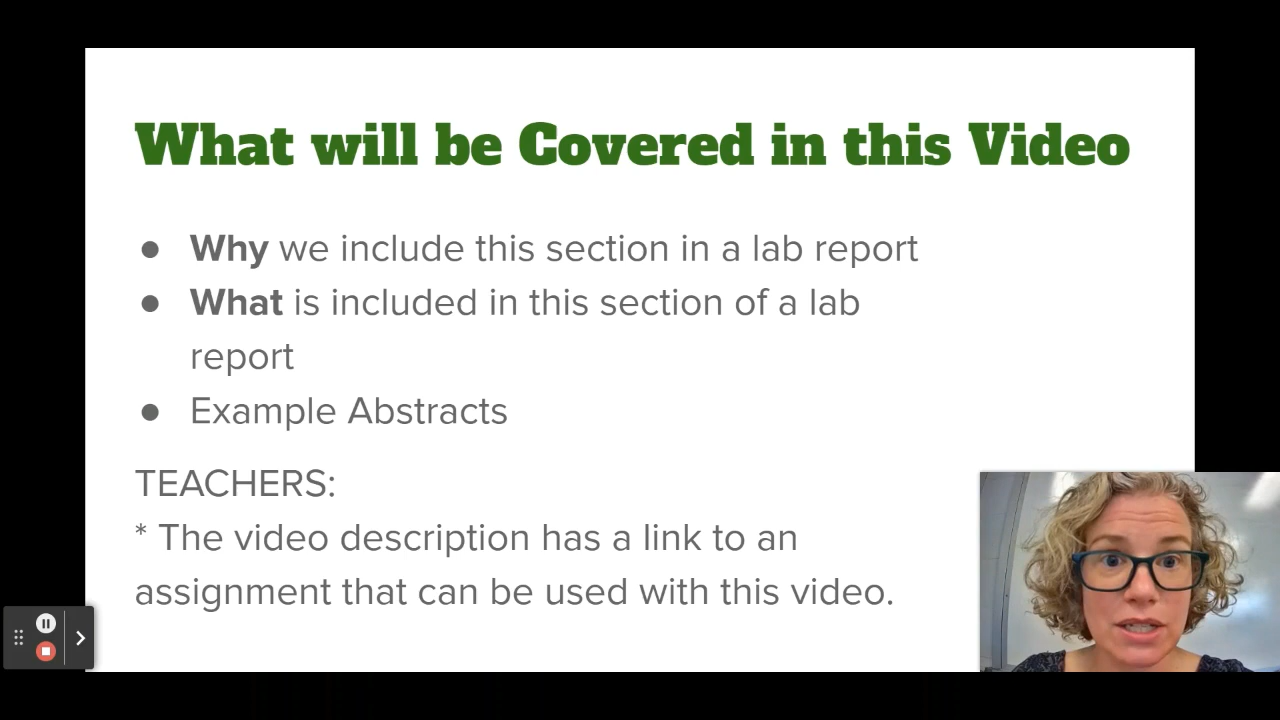 What will be Covered in this Video
● Why we include this section in a lab report
● What is included in this section of a lab
report
● Example Abstracts
TEACHERS:
* The video description has a link to an
assignment that can be used with this video.